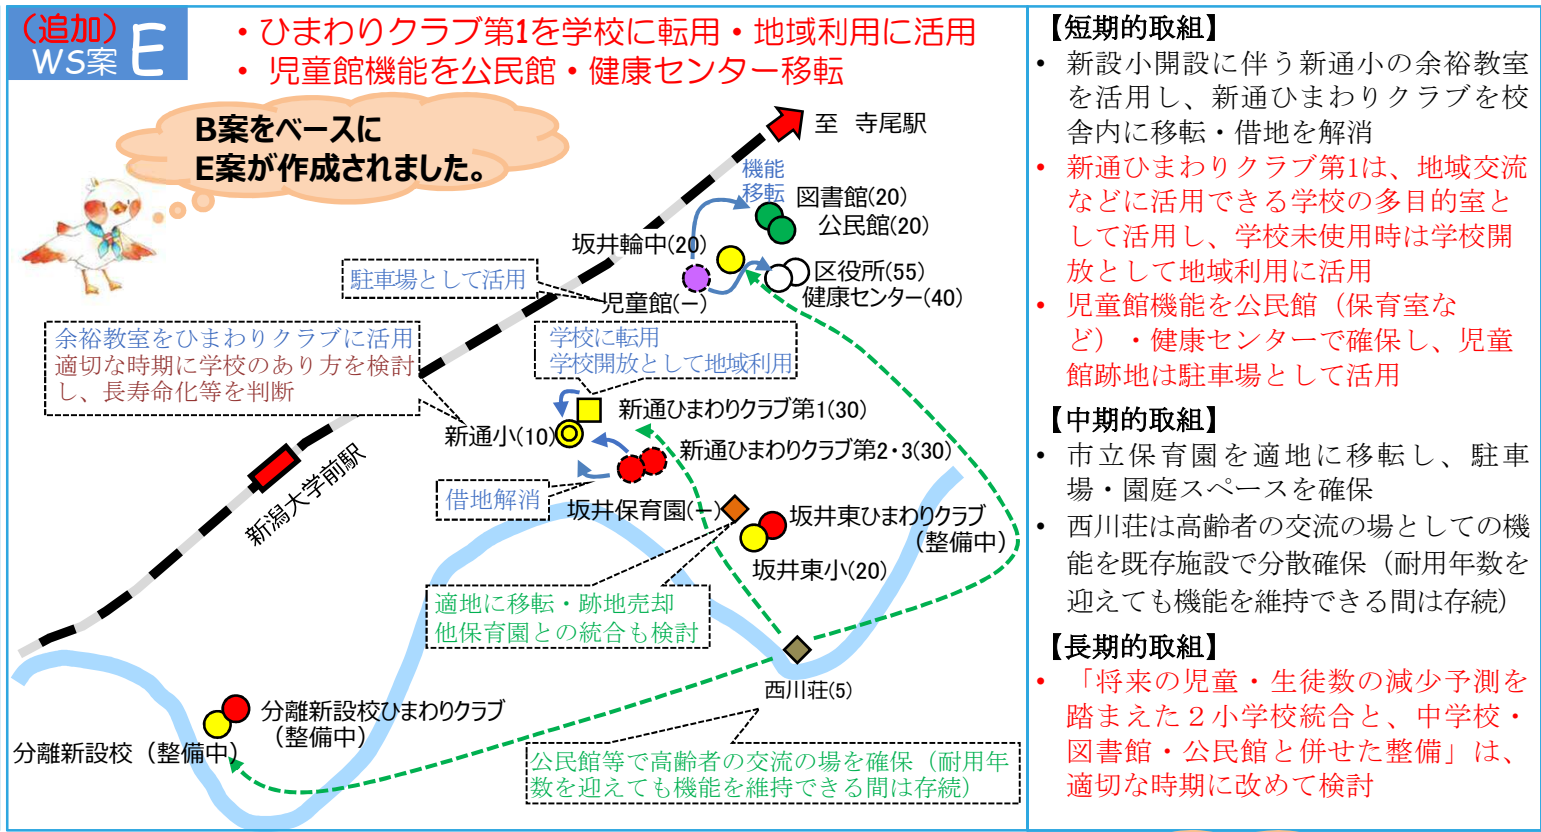 (追加)
WS案 E
・ひまわりクラブ第1を学校に転用・地域利用に活用
・ 児童館機能を公民館・健康センター移転
B案をベースに
E案が作成されました。
至 寺尾駅
機能
移転
図書館(20)
公民館(20)
坂井輪中(20)
区役所(55)
健康センター(40)
駐車場として活用
児童館(ー)
余裕教室をひまわりクラブに活用
適切な時期に学校のあり方を検討
し、長寿命化等を判断
学校に転用
学校開放として地域利用
新通ひまわりクラブ第1(30)
新通小(10)
新通ひまわりクラブ第2・3(30)
新潟大学前駅
借地解消
坂井保育園(ー)
坂井東ひまわりクラブ
(整備中)
坂井東小(20)
適地に移転・跡地売却
他保育園との統合も検討
西川荘(5)
分離新設校ひまわりクラブ
(整備中)
分離新設校（整備中)
公民館等で高齢者の交流の場を確保（耐用年
数を迎えても機能を維持できる間は存続）
【短期的取組】
• 新設小開設に伴う新通小の余裕教室
を活用し、新通ひまわりクラブを校
舎内に移転・借地を解消
• 新通ひまわりクラブ第1は、地域交流
などに活用できる学校の多目的室と
して活用し、学校未使用時は学校開
放として地域利用に活用
• 児童館機能を公民館（保育室な
ど）・健康センターで確保し、児童
館跡地は駐車場として活用
【中期的取組】
• 市立保育園を適地に移転し、駐車
場・園庭スペースを確保
• 西川荘は高齢者の交流の場としての機
能を既存施設で分散確保（耐用年数を
迎えても機能を維持できる間は存続）
【長期的取組】
• 「将来の児童・生徒数の減少予測を
踏まえた２小学校統合と、中学校・
図書館・公民館と併せた整備」は、
適切な時期に改めて検討